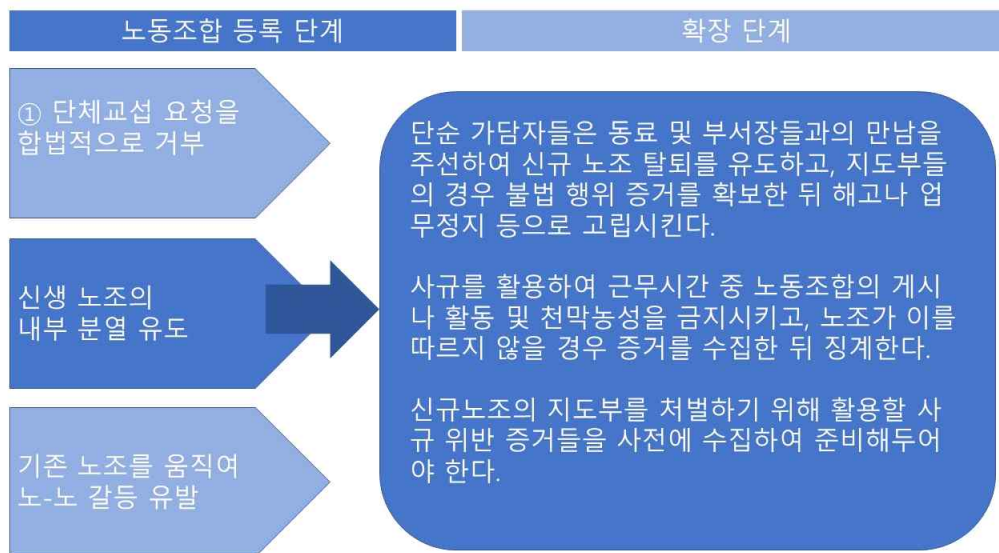 노동조합 등록 단계
확장 단계
① 단체교섭 요청을
합법적으로 거부
신생 노조의
내부 분열 유도
기존 노조를 움직여
노-노 갈등 유발
단순 가담자들은 동료 및 부서장들과의 만남을
주선하여 신규 노조 탈퇴를 유도하고, 지도부들
의 경우 불법 행위 증거를 확보한 뒤 해고나 업
무정지 등으로 고립시킨다.
사규를 활용하여 근무시간 중 노동조합의 게시
나 활동 및 천막농성을 금지시키고, 노조가 이를
따르지 않을 경우 증거를 수집한 뒤 징계한다.
신규노조의 지도부를 처벌하기 위해 활용할 사
규 위반 증거들을 사전에 수집하여 준비해두어
야 한다.